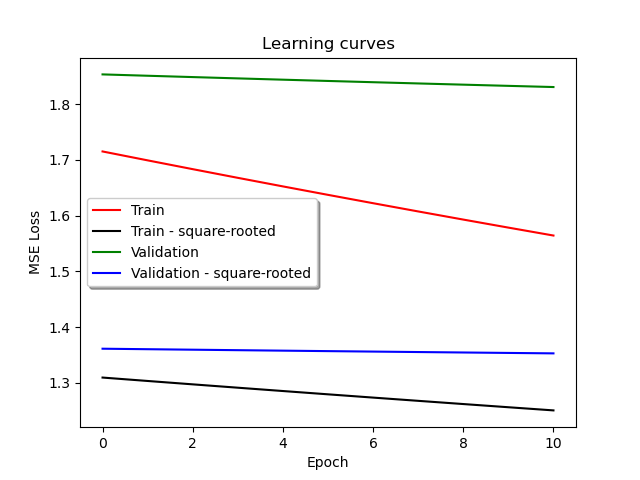 Learning curves
MSE Loss
1.8
1.7
1.6
1.5
1.4
1.3
Train
Train - square-rooted
Validation
Validation - square-rooted
0 2 4 6 8 10
Epoch